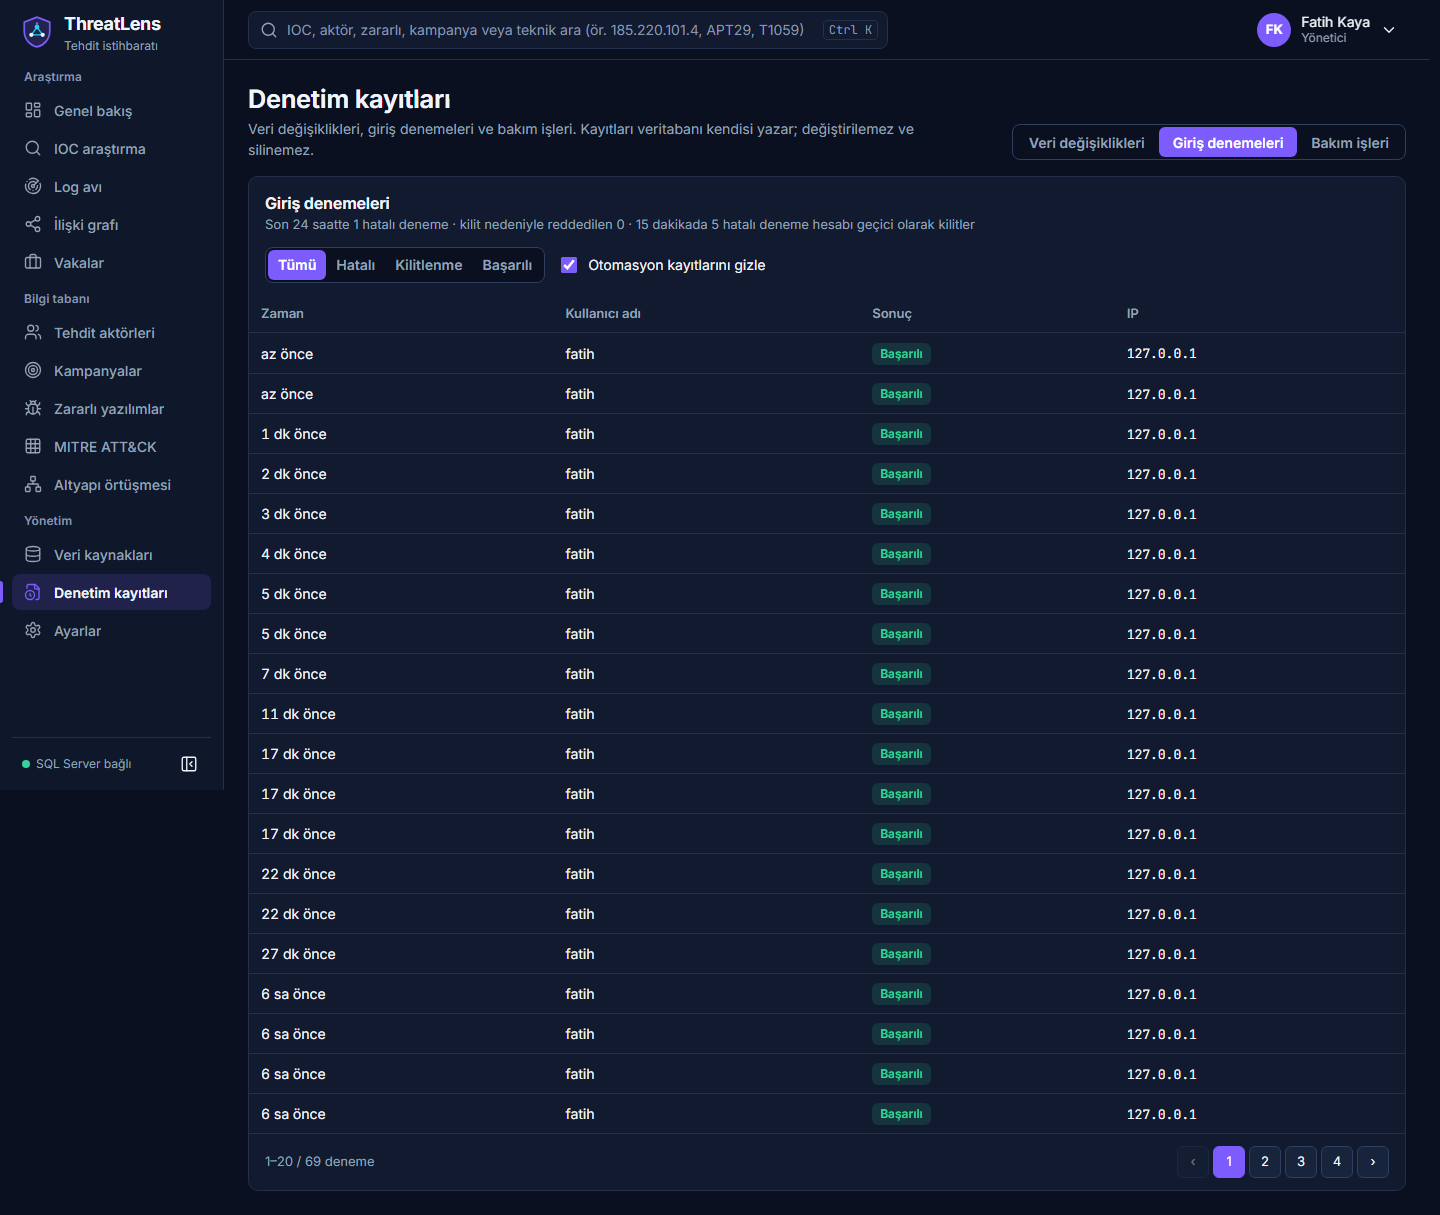 ThreatLens
Tehdit istihbaratı
IOC, aktör, zararlı, kampanya veya teknik ara (ör. 185.220.101.4, APT29, T1059)
Ctrl K
FK
Fatih Kaya
Yönetici
Araştırma
Genel bakış
IOC araştırma
Log avı
İlişki grafı
Vakalar
Bilgi tabanı
Tehdit aktörleri
Kampanyalar
Zararlı yazılımlar
MITRE ATT&CK
Altyapı örtüşmesi
Yönetim
Veri kaynakları
Denetim kayıtları
Ayarlar
SQL Server bağlı
Denetim kayıtları
Veri değişiklikleri, giriş denemeleri ve bakım işleri. Kayıtları veritabanı kendisi yazar; değiştirilemez ve
silinemez.
Veri değişiklikleri Giriş denemeleri Bakım işleri
Giriş denemeleri
Son 24 saatte 1 hatalı deneme · kilit nedeniyle reddedilen 0 · 15 dakikada 5 hatalı deneme hesabı geçici olarak kilitler
Tümü Hatalı Kilitlenme Başarılı Otomasyon kayıtlarını gizle
Zaman Kullanıcı adı Sonuç IP
az önce fatih Başarılı 127.0.0.1
az önce fatih Başarılı 127.0.0.1
1 dk önce fatih Başarılı 127.0.0.1
2 dk önce fatih Başarılı 127.0.0.1
3 dk önce fatih Başarılı 127.0.0.1
4 dk önce fatih Başarılı 127.0.0.1
5 dk önce fatih Başarılı 127.0.0.1
5 dk önce fatih Başarılı 127.0.0.1
7 dk önce fatih Başarılı 127.0.0.1
11 dk önce fatih Başarılı 127.0.0.1
17 dk önce fatih Başarılı 127.0.0.1
17 dk önce fatih Başarılı 127.0.0.1
17 dk önce fatih Başarılı 127.0.0.1
22 dk önce fatih Başarılı 127.0.0.1
22 dk önce fatih Başarılı 127.0.0.1
27 dk önce fatih Başarılı 127.0.0.1
6 sa önce fatih Başarılı 127.0.0.1
6 sa önce fatih Başarılı 127.0.0.1
6 sa önce fatih Başarılı 127.0.0.1
6 sa önce fatih Başarılı 127.0.0.1
1–20 / 69 deneme
‹ 1 2 3 4 ›